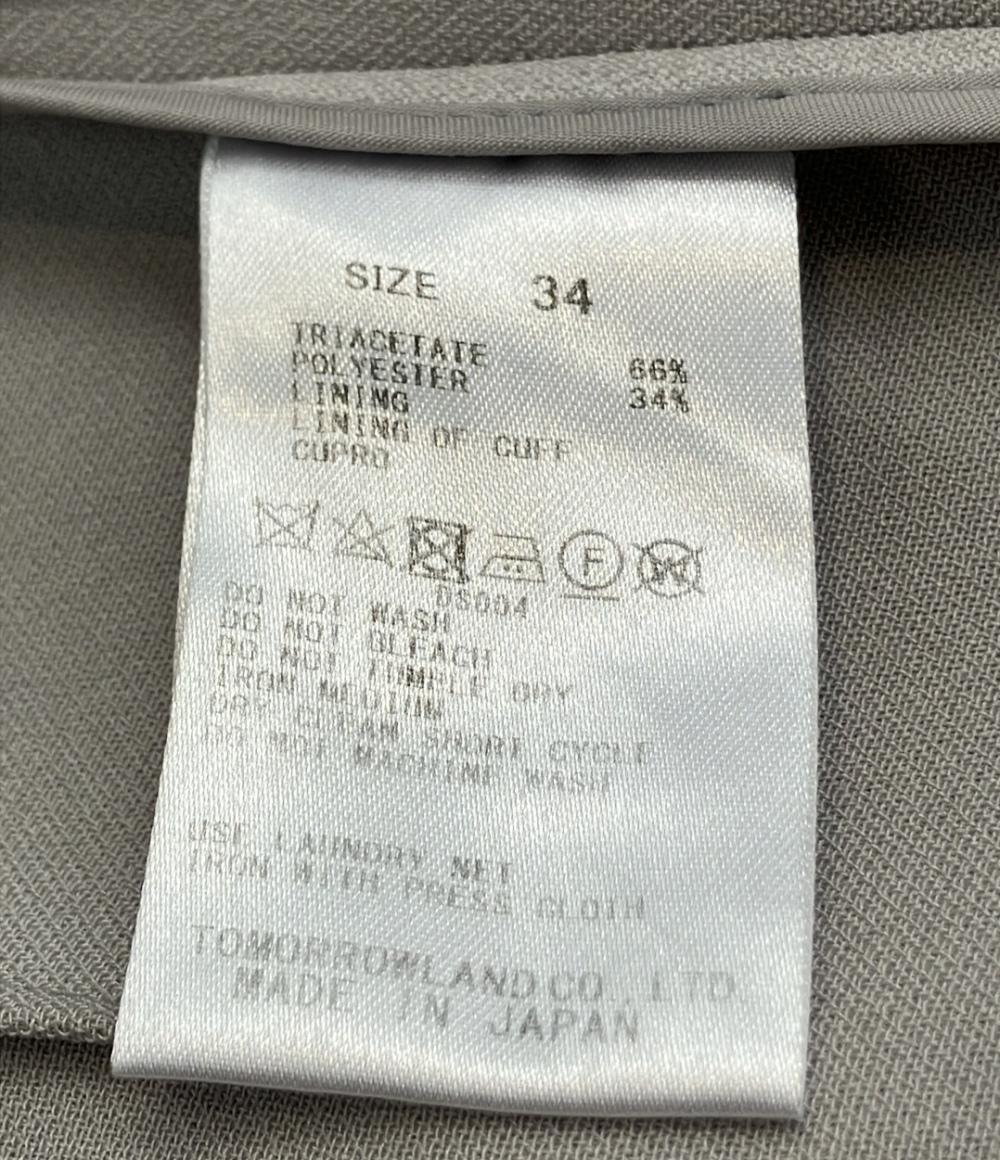 SIZE 34
TRIACETATE 66%
POLYESTER 34%
LINING
LINING OF CUFF
CUPRO
F
W
DS004
DO NOT WASH
DO NOT BLEACH
DO NOT TUMBLE DRY
IRON MEDIUM
DRY CLEAN SHORT CYCLE
DO NOT MACHINE WASH
USE LAUNDRY NET
IRON WITH PRESS CLOTH
TOMORROWLAND CO., LTD.
MADE IN JAPAN